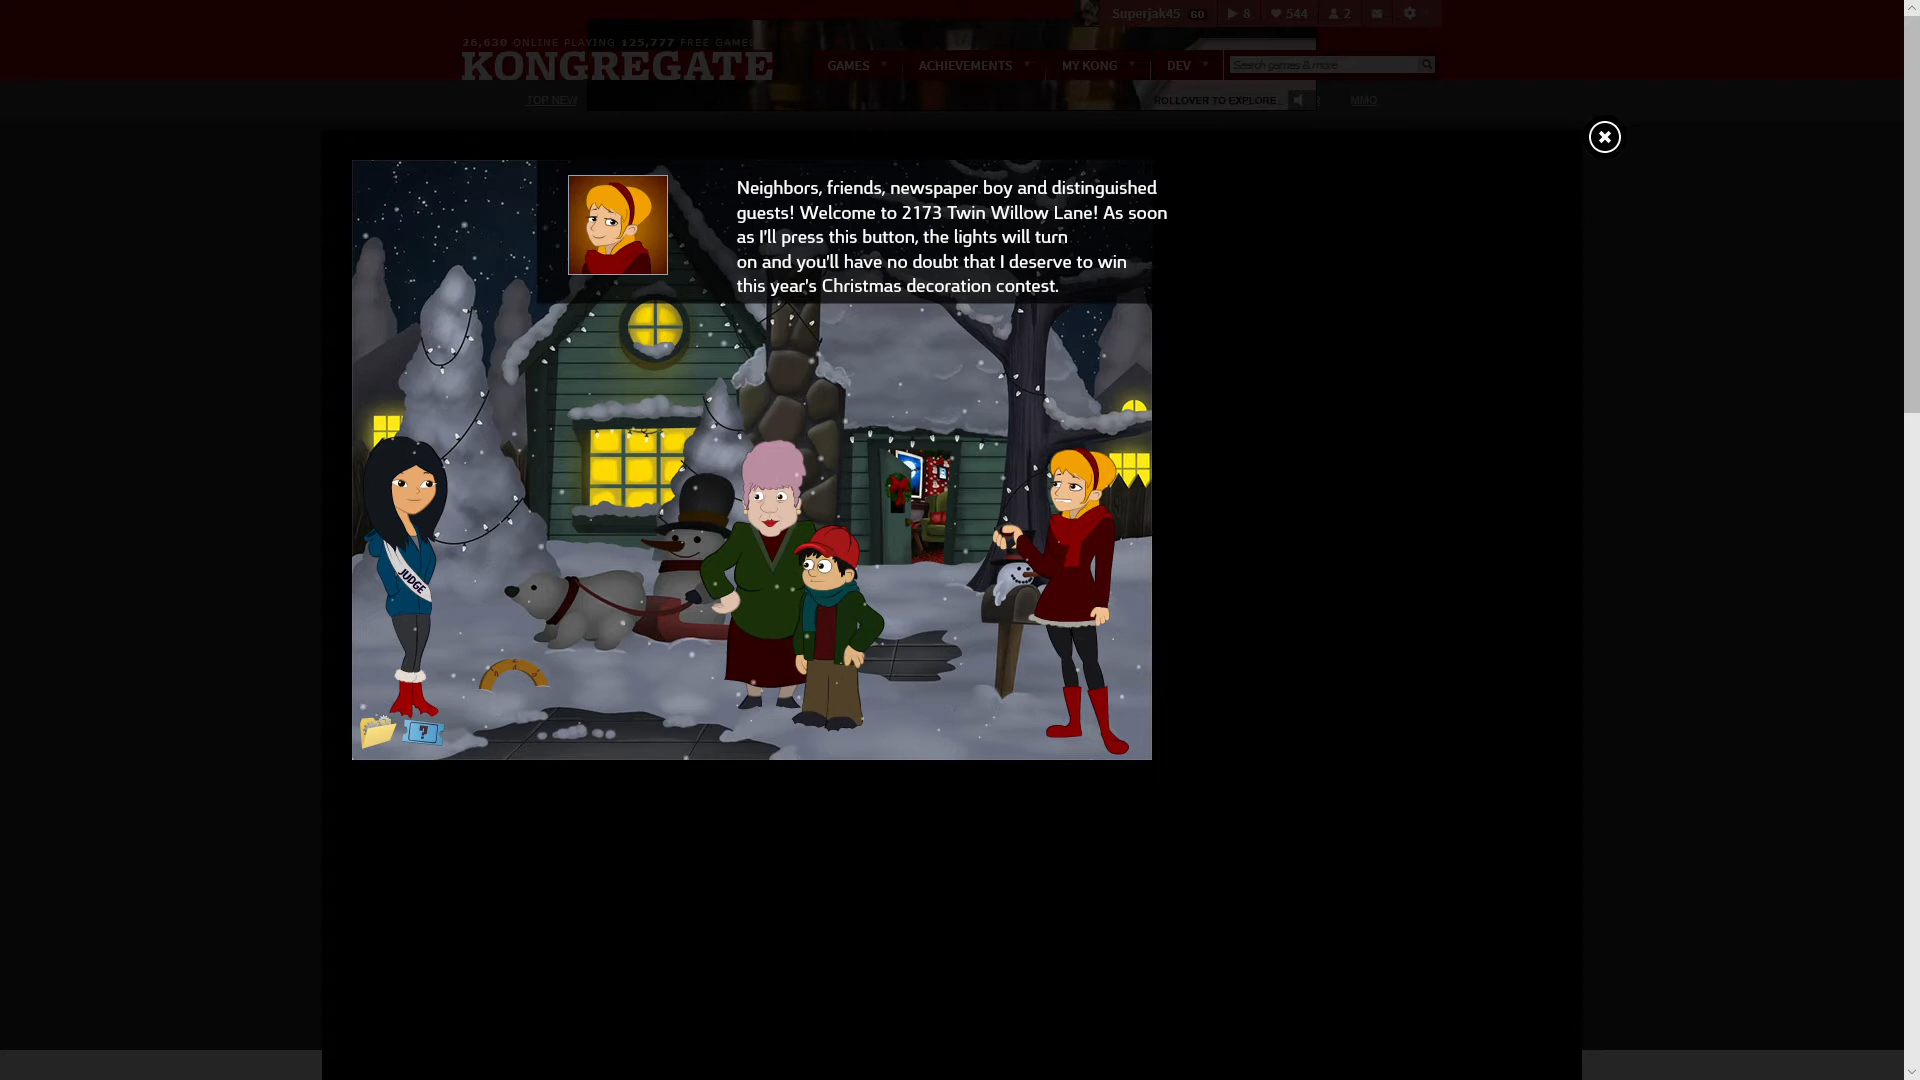 Superjak45 60 8 544 2
26,630 ONLINE PLAYING 125,777 FREE GAMES
KONGREGATE
GAMES ACHIEVEMENTS MY KONG DEV Search games & more
TOP NEW ROLLOVER TO EXPLORE MMO
Neighbors, friends, newspaper boy and distinguished
guests! Welcome to 2173 Twin Willow Lane! As soon
as I'll press this button, the lights will turn
on and you'll have no doubt that I deserve to win
this year's Christmas decoration contest.
JUDGE
?